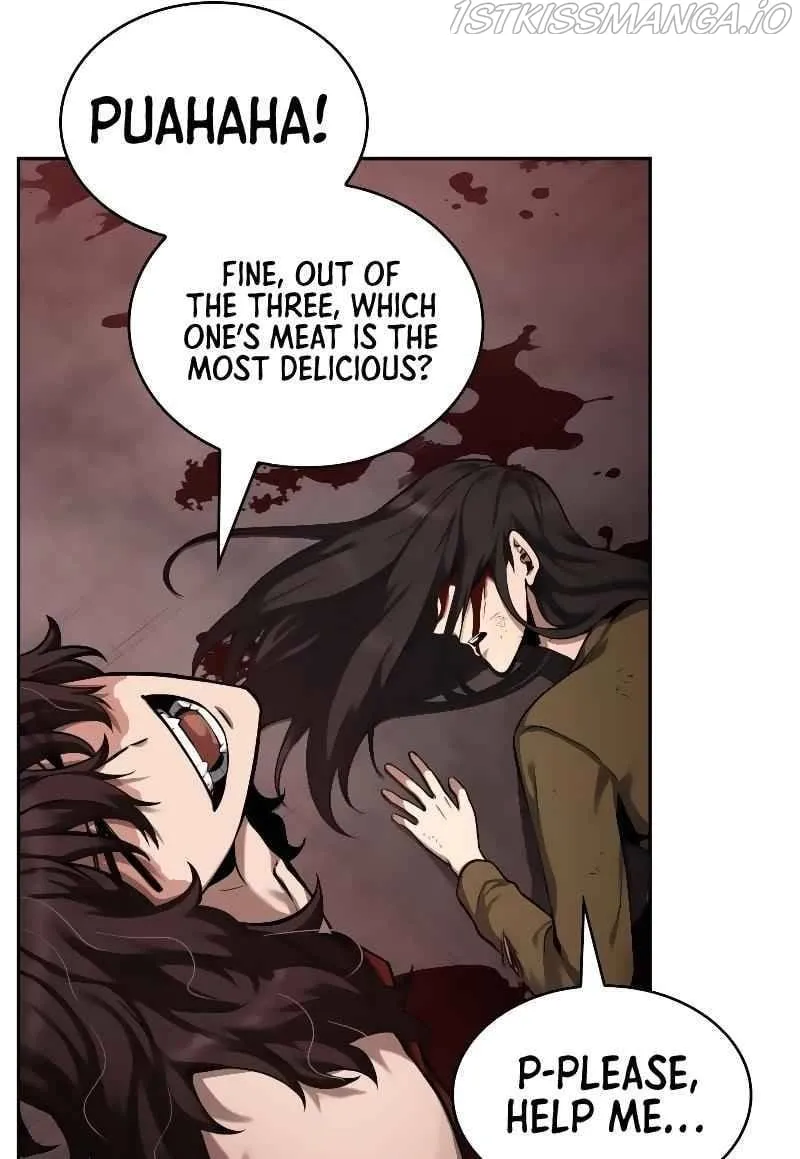 1STKISSMANGA.IO
PUAHAHA!
FINE, OUT OF
THE THREE, WHICH
ONE'S MEAT IS THE
MOST DELICIOUS?
P-PLEASE,
HELP ME...